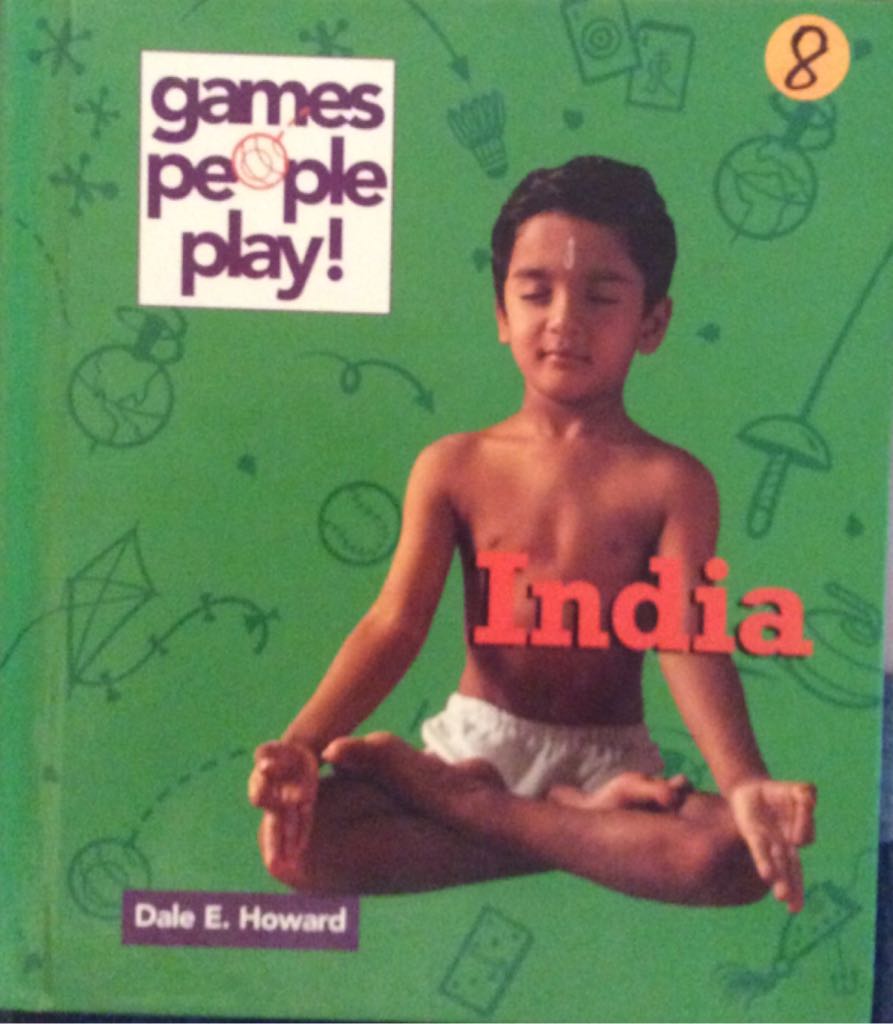 8
games
people
play!
India
Dale E. Howard